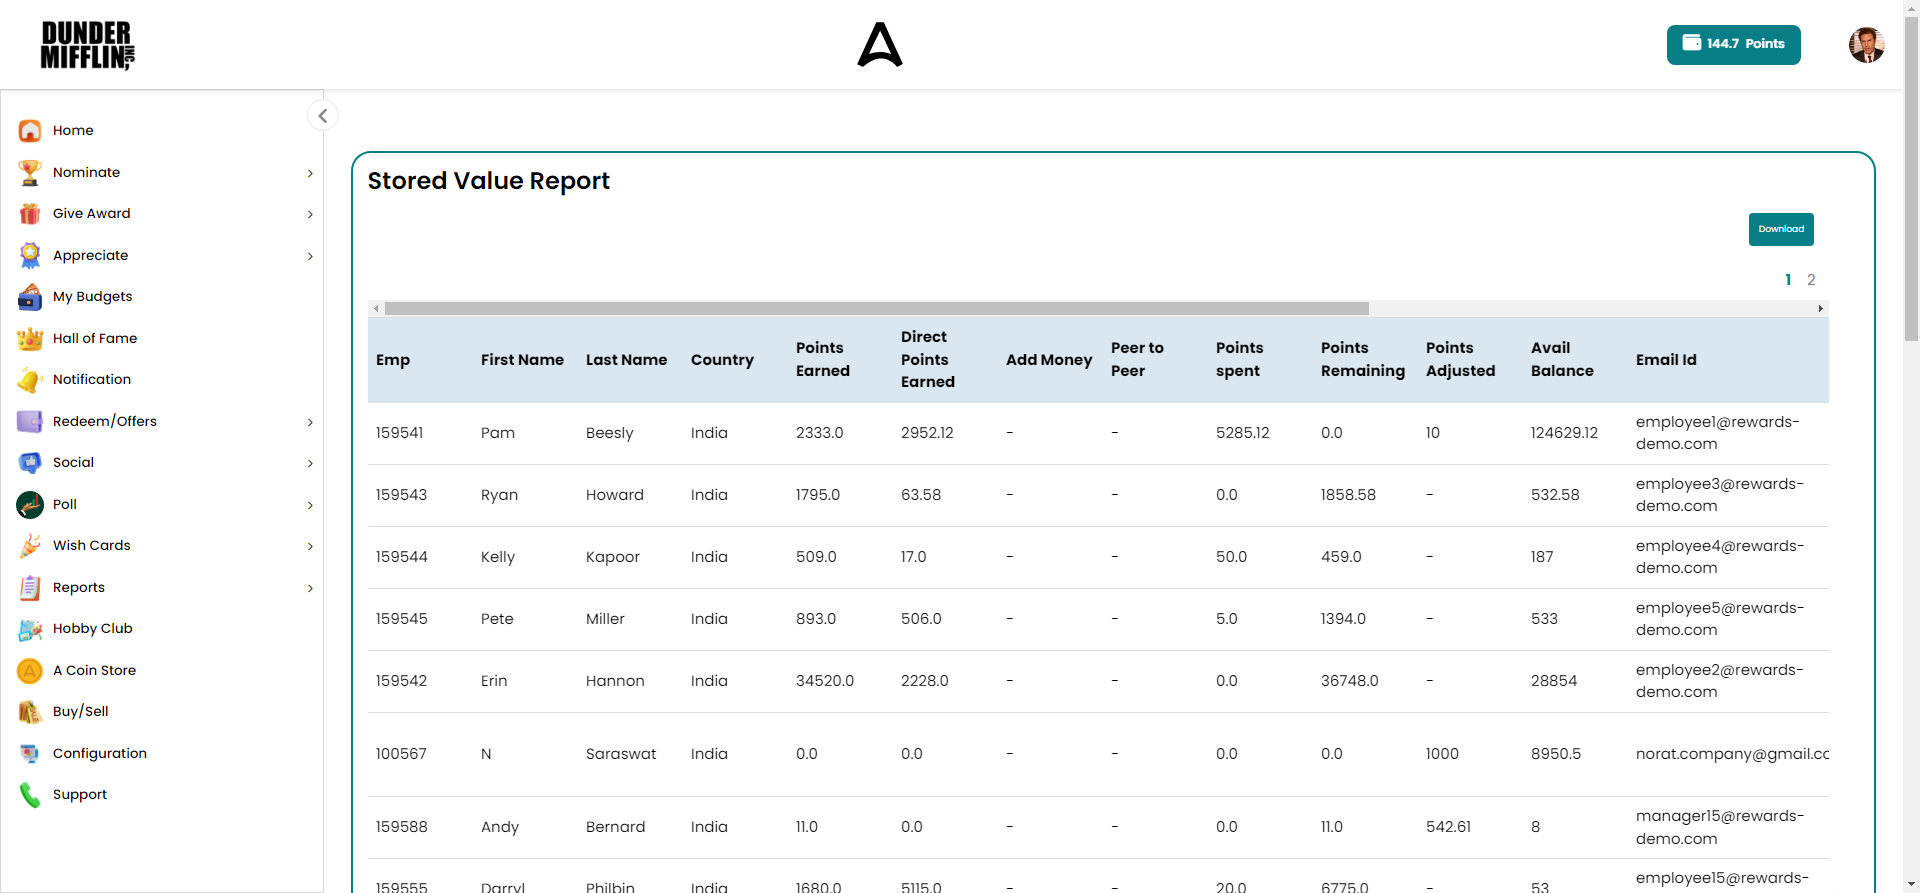 DUNDER
MIFFLIN INC,
144.7 Points
Home
Nominate
Give Award
Appreciate
My Budgets
Hall of Fame
Notification
Redeem/Offers
Social
Poll
Wish Cards
Reports
Hobby Club
A Coin Store
Buy/Sell
Configuration
Support
Stored Value Report
Download
1 2
Emp First Name Last Name Country Points Earned Direct Points Earned Add Money Peer to Peer Points spent Points Remaining Points Adjusted Avail Balance Email Id
159541 Pam Beesly India 2333.0 2952.12 - - 5285.12 0.0 10 124629.12 employee1@rewards-demo.com
159543 Ryan Howard India 1795.0 63.58 - - 0.0 1858.58 - 532.58 employee3@rewards-demo.com
159544 Kelly Kapoor India 509.0 17.0 - - 50.0 459.0 - 187 employee4@rewards-demo.com
159545 Pete Miller India 893.0 506.0 - - 5.0 1394.0 - 533 employee5@rewards-demo.com
159542 Erin Hannon India 34520.0 2228.0 - - 0.0 36748.0 - 28854 employee2@rewards-demo.com
100567 N Saraswat India 0.0 0.0 - - 0.0 0.0 1000 8950.5 norat.company@gmail.co
159588 Andy Bernard India 11.0 0.0 - - 0.0 11.0 542.61 8 manager15@rewards-demo.com
159555 Darryl Philbin India 1680.0 5115.0 - - 20.0 6775.0 - 53 employee15@rewards-